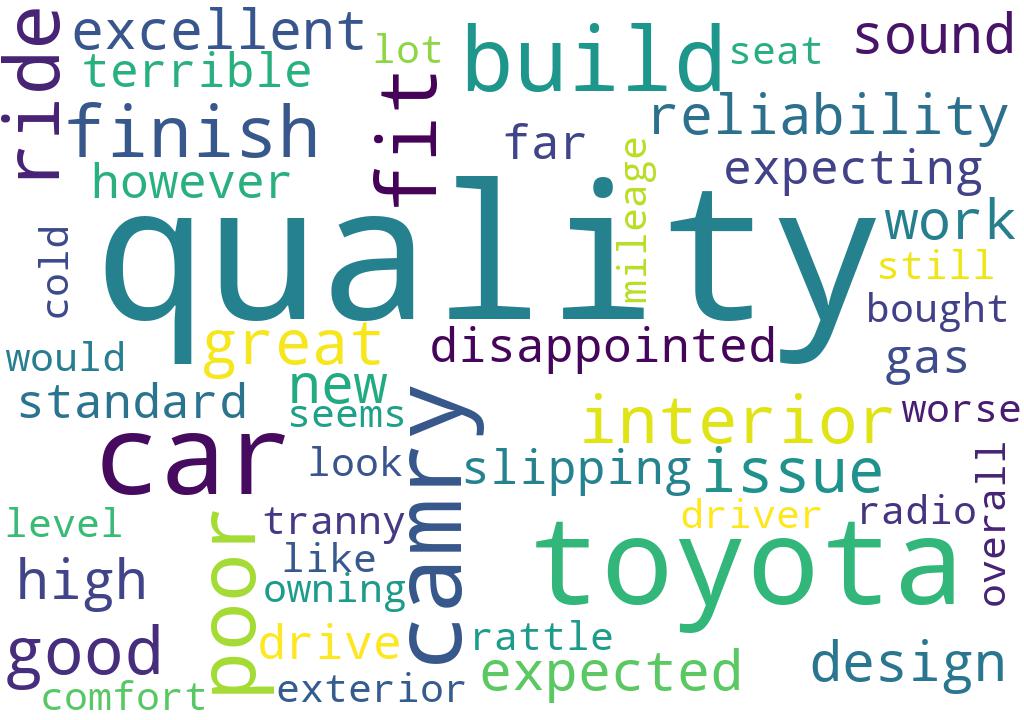 ride
excellent
lot
build
seat
sound
terrible
fit
finish
far
mileage
reliability
however
expecting
cold
quality
work
still
bought
great
disappointed
gas
would
new
standard
seems
camry
interior
worse
car
look
slipping
issue
overall
level
tranny
driver
radio
poor
like
toyota
high
owning
good
drive
rattle
expected
design
comfort
exterior